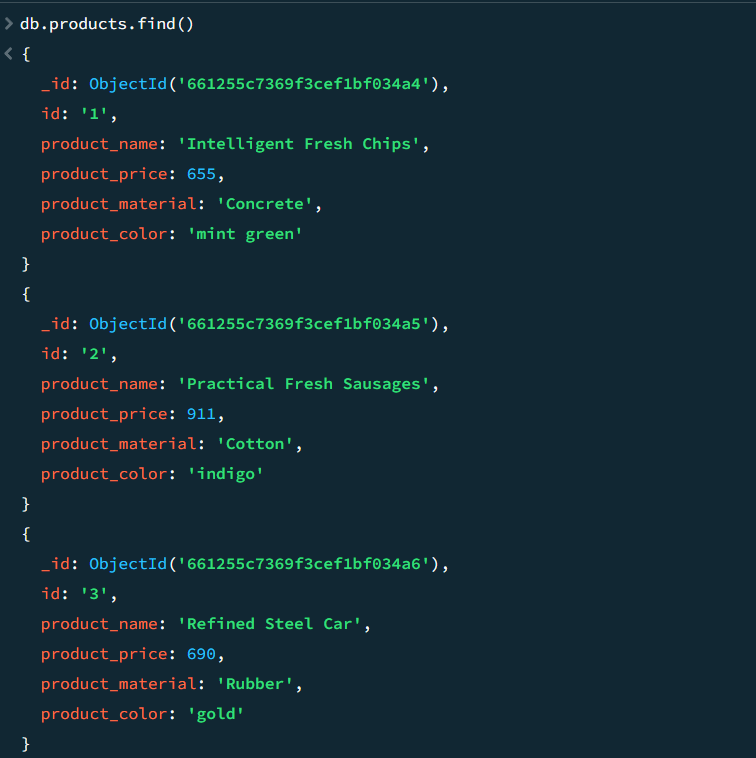 > db.products.find()
< {
_id: ObjectId('661255c7369f3cef1bf034a4'),
id: '1',
product_name: 'Intelligent Fresh Chips',
product_price: 655,
product_material: 'Concrete',
product_color: 'mint green'
}
{
_id: ObjectId('661255c7369f3cef1bf034a5'),
id: '2',
product_name: 'Practical Fresh Sausages',
product_price: 911,
product_material: 'Cotton',
product_color: 'indigo'
}
{
_id: ObjectId('661255c7369f3cef1bf034a6'),
id: '3',
product_name: 'Refined Steel Car',
product_price: 690,
product_material: 'Rubber',
product_color: 'gold'
}